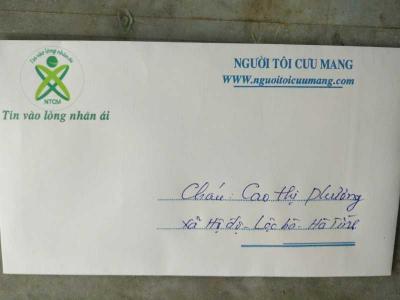 Tin vào lòng nhân ái
NTCM
Tin vào lòng nhân ái
NGƯỜI TÔI CƯU MANG
www.nguoitoicuumang.com
Cháu: Cao Thị Phương
xã Hộ độ - Lộc hà - Hà Tĩnh